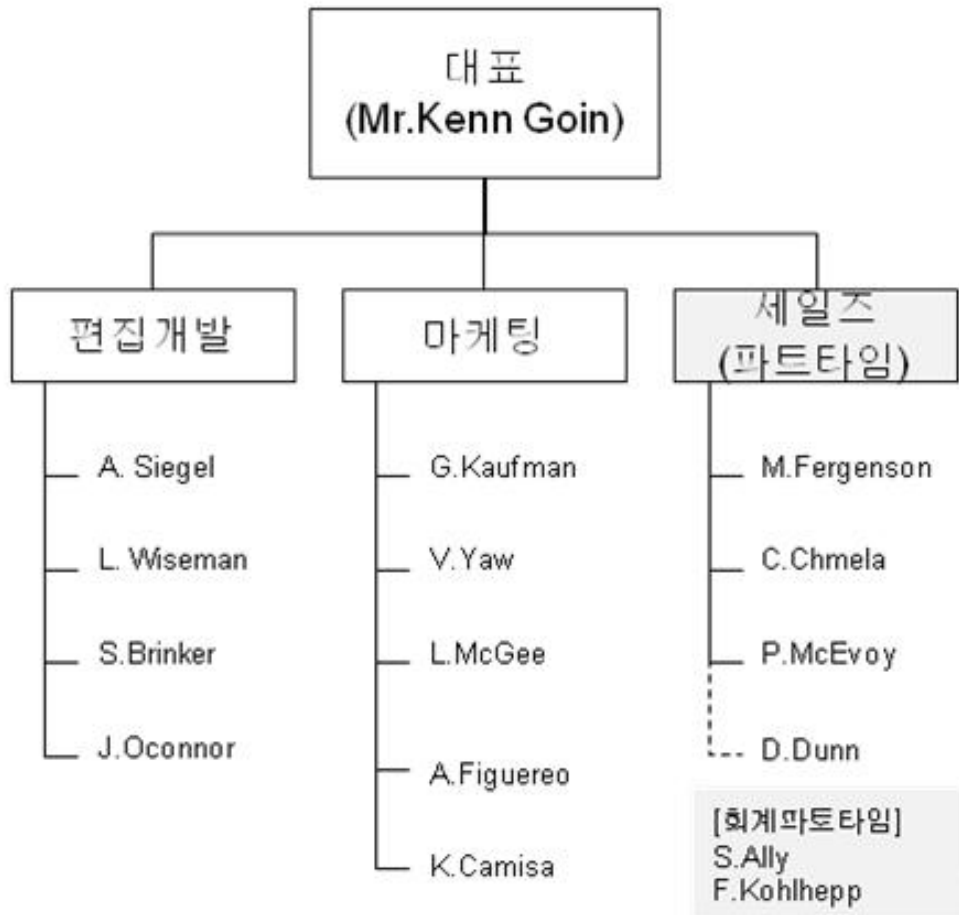 대표
(Mr.Kenn Goin)
편집개발
마케팅
세일즈
(파트타임)
A. Siegel
L. Wiseman
S.Brinker
J.Oconnor
G.Kaufman
V.Yaw
L.McGee
A.Figuereo
K.Camisa
M.Fergenson
C.Chmela
P.McEvoy
D.Dunn
[회계파토타임]
S.Ally
F.Kohlhepp